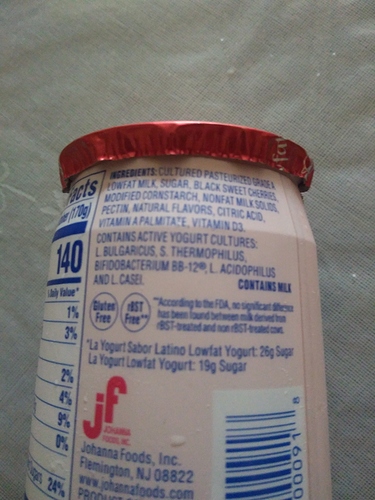 Facts
(170g)
140
Daily Value*
1%
3%
2%
4%
9%
0%
Sugars 24%
INGREDIENTS: CULTURED PASTEURIZED GRADE A
LOWFAT MILK, SUGAR, BLACK SWEET CHERRIES,
MODIFIED CORNSTARCH, NONFAT MILK SOLIDS,
PECTIN, NATURAL FLAVORS, CITRIC ACID,
VITAMIN A PALMITATE, VITAMIN D3.
CONTAINS ACTIVE YOGURT CULTURES:
L. BULGARICUS, S. THERMOPHILUS,
BIFIDOBACTERIUM BB-12®, L. ACIDOPHILUS
AND L. CASEI.
CONTAINS MILK
Gluten
Free
rBST
Free**
**According to the FDA, no significant difference
has been found between milk derived from
rBST-treated and non rBST-treated cows.
*La Yogurt Sabor Latino Lowfat Yogurt: 26g Sugar
La Yogurt Lowfat Yogurt: 19g Sugar
jf
JOHANNA
FOODS, INC.
Johanna Foods, Inc.
Flemington, NJ 08822
www.johannafoods.com
00091
8